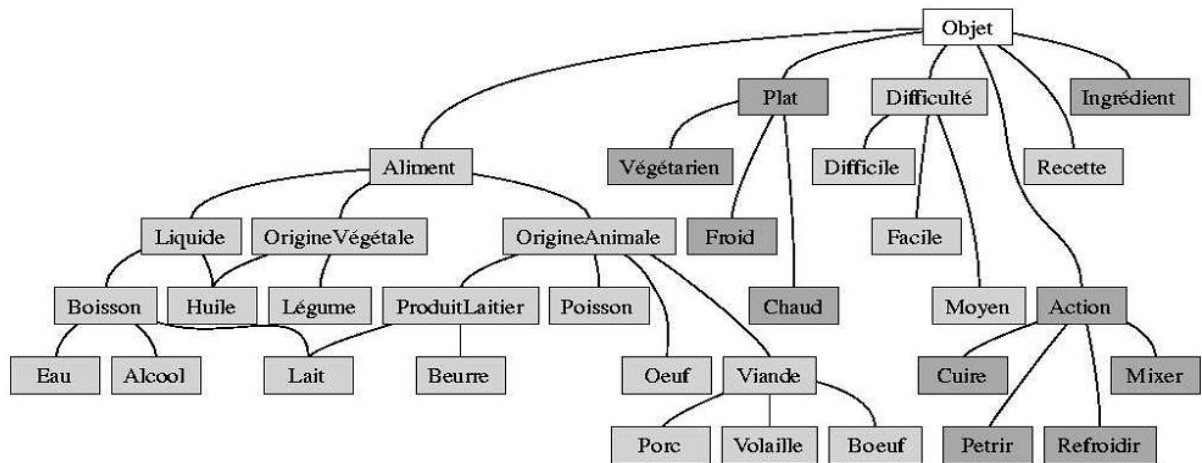 Objet
Plat
Difficulté
Ingrédient
Aliment
Végétarien
Difficile
Recette
Liquide
OrigineVégétale
OrigineAnimale
Froid
Facile
Boisson
Huile
Légume
ProduitLaitier
Poisson
Chaud
Moyen
Action
Eau
Alcool
Lait
Beurre
Oeuf
Viande
Cuire
Mixer
Porc
Volaille
Boeuf
Petrir
Refroidir